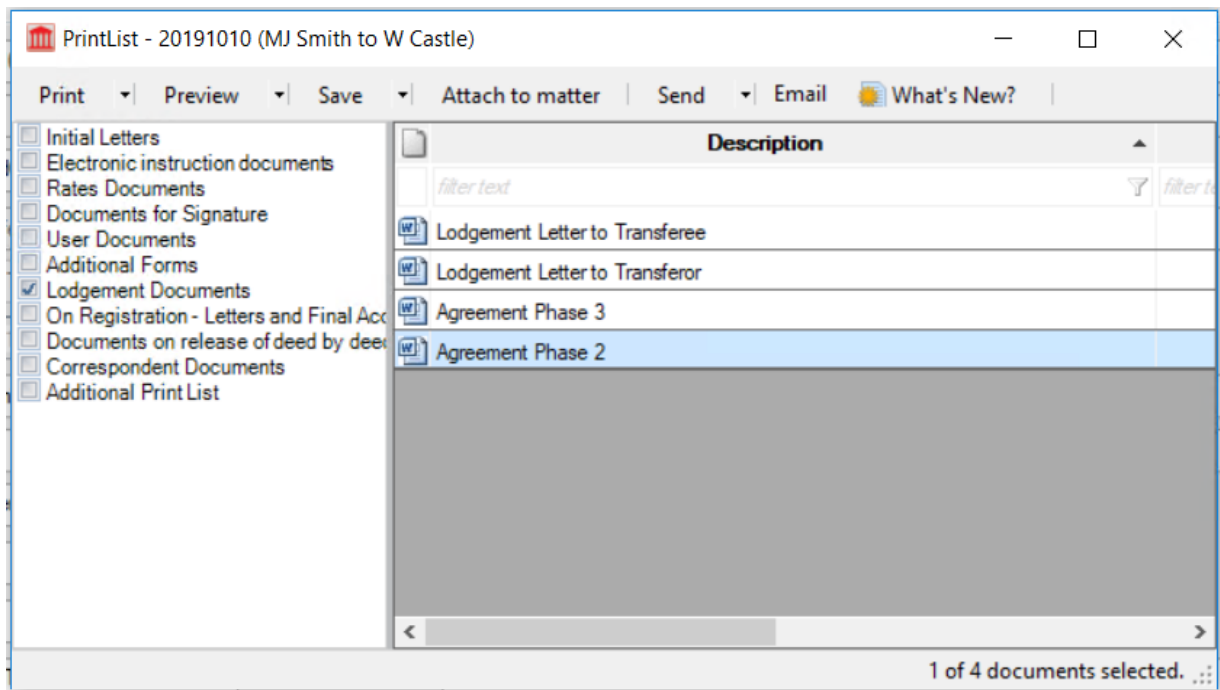 PrintList - 20191010 (MJ Smith to W Castle)
Print Preview Save Attach to matter Send Email What's New?
Initial Letters
Electronic instruction documents
Rates Documents
Documents for Signature
User Documents
Additional Forms
Lodgement Documents
On Registration - Letters and Final Acc
Documents on release of deed by deed
Correspondent Documents
Additional Print List
Description
filter text filter te
Lodgement Letter to Transferee
Lodgement Letter to Transferor
Agreement Phase 3
Agreement Phase 2
1 of 4 documents selected.